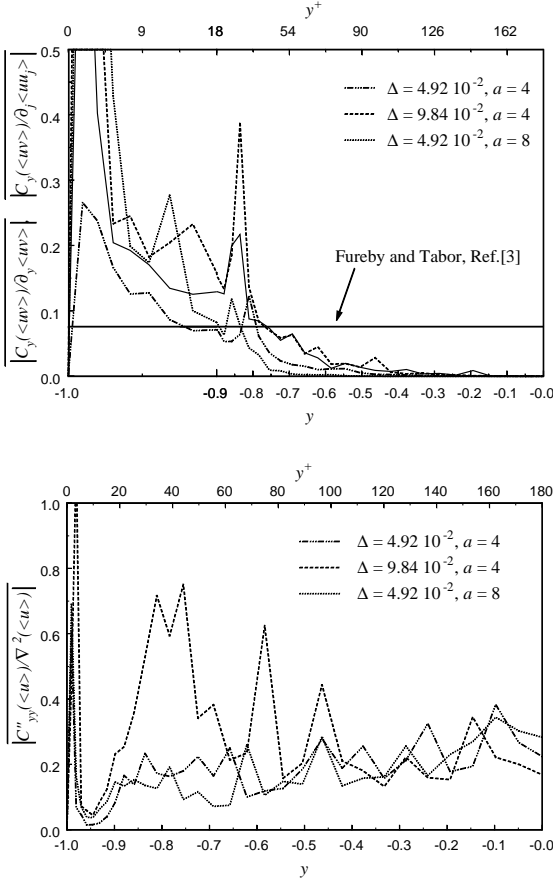 y+
0 9 18 54 90 126 162
0.5
0.4
0.3
0.2
0.1
0.0
|C_y(<uv>)/∂_y<uv>| |C_y(<uv>)/∂_j<uu_j>|
Δ = 4.92 10^-2, a = 4
Δ = 9.84 10^-2, a = 4
Δ = 4.92 10^-2, a = 8
Fureby and Tabor, Ref.[3]
-1.0 -0.9 -0.8 -0.7 -0.6 -0.5 -0.4 -0.3 -0.2 -0.1 -0.0
y
y+
0 20 40 60 80 100 120 140 160 180
1.0
0.8
0.6
0.4
0.2
0.0
|C''_yy(<u>)/∇^2(<u>)|
Δ = 4.92 10^-2, a = 4
Δ = 9.84 10^-2, a = 4
Δ = 4.92 10^-2, a = 8
-1.0 -0.9 -0.8 -0.7 -0.6 -0.5 -0.4 -0.3 -0.2 -0.1 -0.0
y